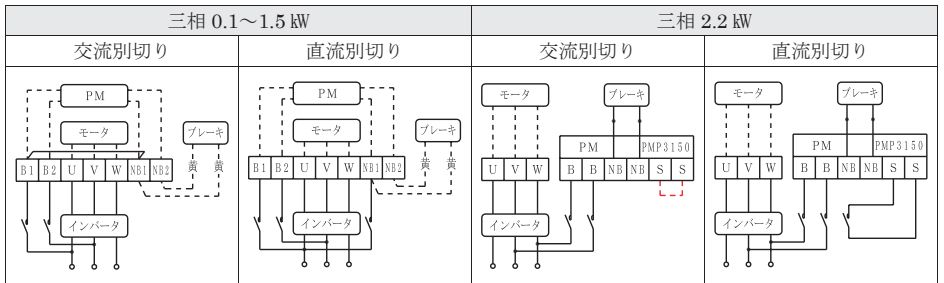 三相 0.1～1.5 ㎾
三相 2.2 ㎾
交流別切り
直流別切り
交流別切り
直流別切り
PM
モータ
ブレーキ
黄 黄
B1 B2 U V W NB1 NB2
インバータ
PM
モータ
ブレーキ
黄 黄
B1 B2 U V W NB1 NB2
インバータ
モータ
ブレーキ
PM PMP3150
U V W B B NB NB S S
インバータ
モータ
ブレーキ
PM PMP3150
U V W B B NB NB S S
インバータ